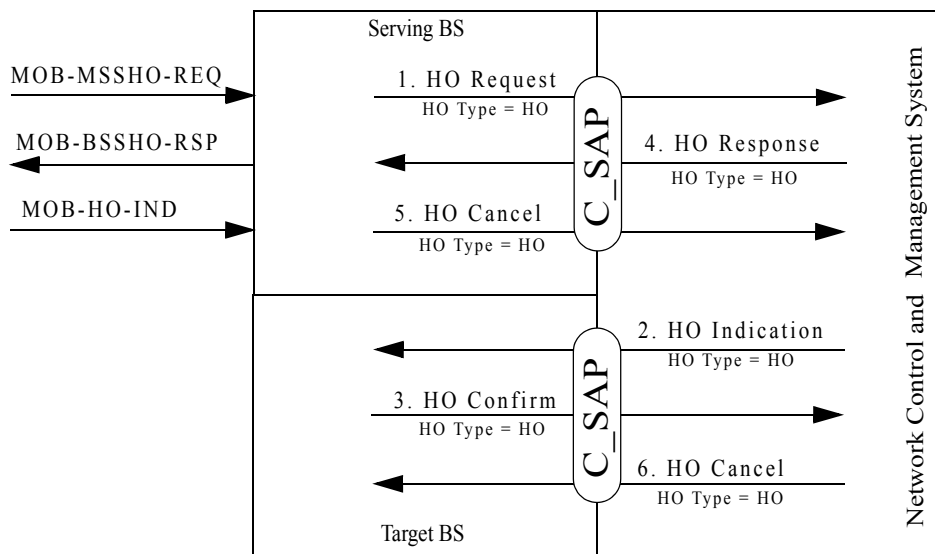 Serving BS
MOB-MSSHO-REQ
1. HO Request
HO Type = HO
MOB-BSSHO-RSP
4. HO Response
HO Type = HO
MOB-HO-IND
5. HO Cancel
HO Type = HO
C_SAP
2. HO Indication
HO Type = HO
3. HO Confirm
HO Type = HO
6. HO Cancel
HO Type = HO
C_SAP
Target BS
Network Control and Management System